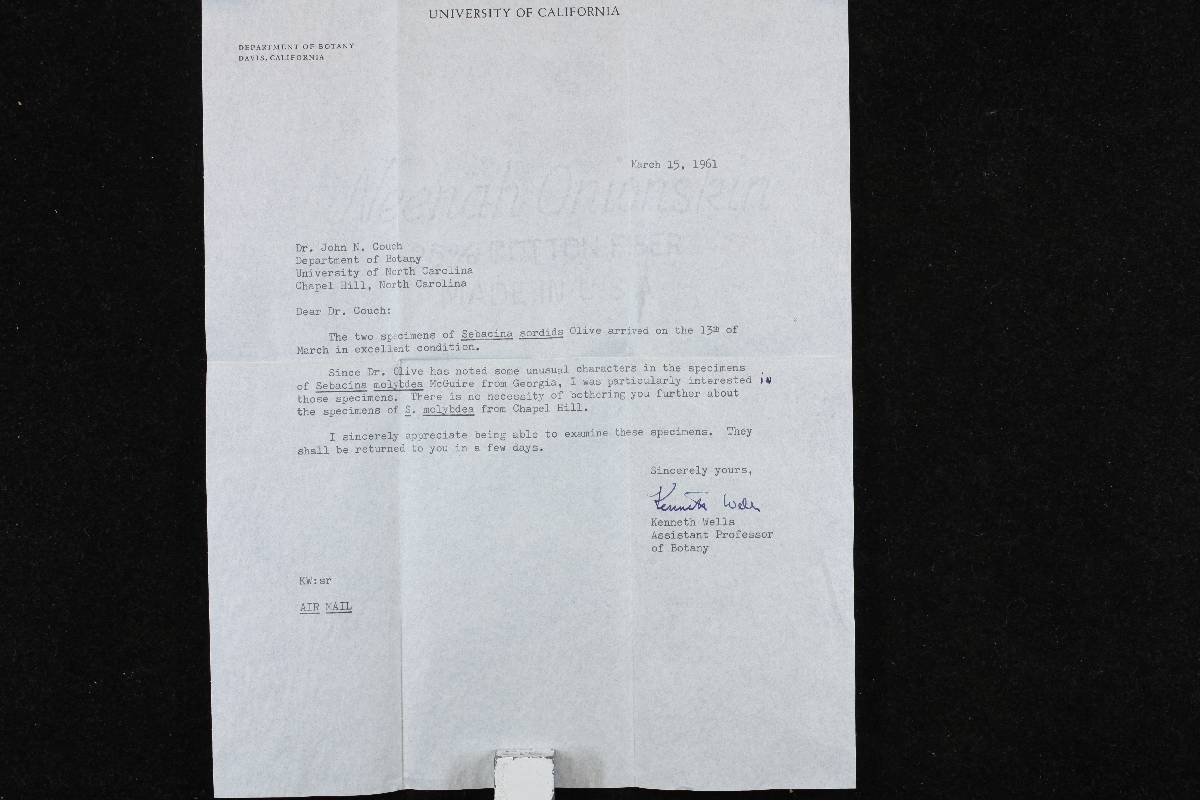 UNIVERSITY OF CALIFORNIA
DEPARTMENT OF BOTANY
DAVIS, CALIFORNIA
March 15, 1961
Neenah Onionskin
COTTON FIBER
MADE IN U S A
Dr. John N. Couch
Department of Botany
University of North Carolina
Chapel Hill, North Carolina
Dear Dr. Couch:
The two specimens of Sebacina sordida Olive arrived on the 13th of
March in excellent condition.
Since Dr. Olive has noted some unusual characters in the specimens
of Sebacina molybdea McGuire from Georgia, I was particularly interested in
those specimens. There is no necessity of bothering you further about
the specimens of S. molybdea from Chapel Hill.
I sincerely appreciate being able to examine these specimens. They
shall be returned to you in a few days.
Sincerely yours,
Kenneth Wells
Kenneth Wells
Assistant Professor
of Botany
KW:sr
AIR MAIL